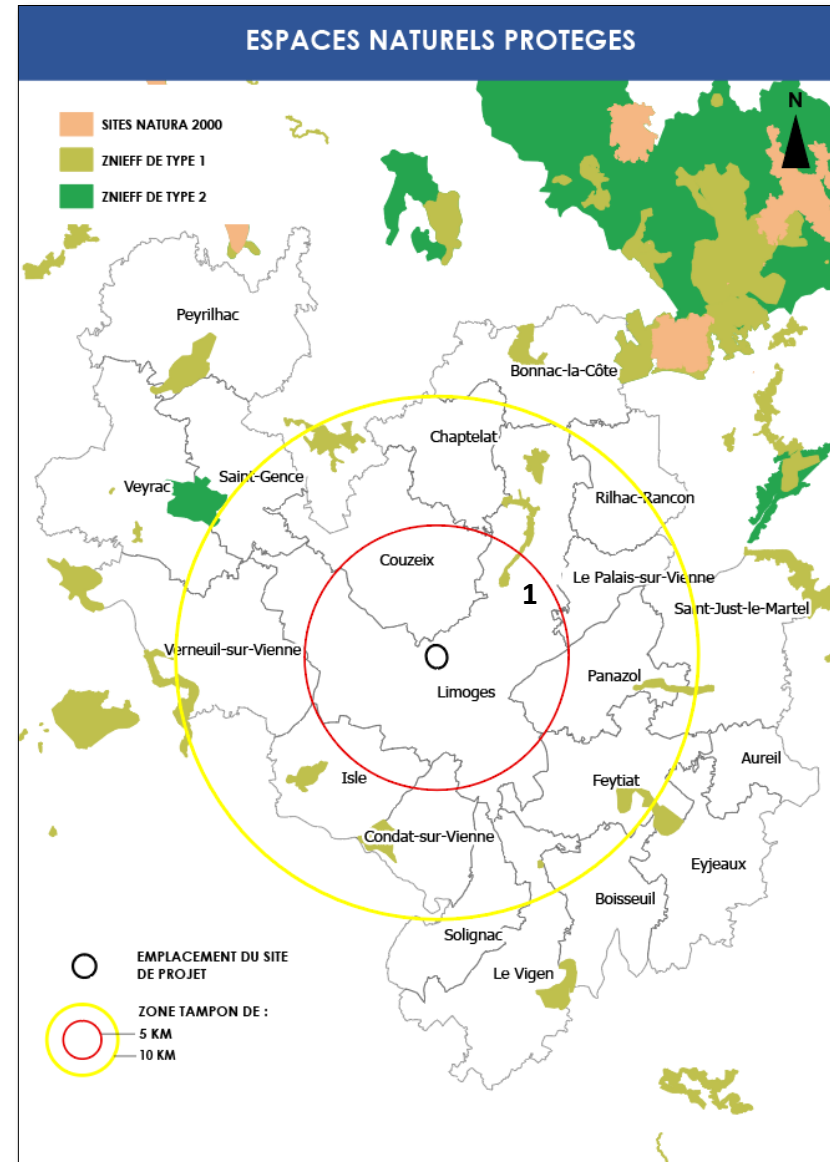 ESPACES NATURELS PROTEGES
N
SITES NATURA 2000
ZNIEFF DE TYPE 1
ZNIEFF DE TYPE 2
Peyrilhac
Bonnac-la-Côte
Chaptelat
Saint-Gence
Veyrac
Rilhac-Rancon
Couzeix
Le Palais-sur-Vienne
1
Saint-Just-le-Martel
Verneuil-sur-Vienne
Panazol
Limoges
Aureil
Isle
Feytiat
Condat-sur-Vienne
Eyjeaux
Boisseuil
Solignac
Le Vigen
EMPLACEMENT DU SITE
DE PROJET
ZONE TAMPON DE :
5 KM
10 KM